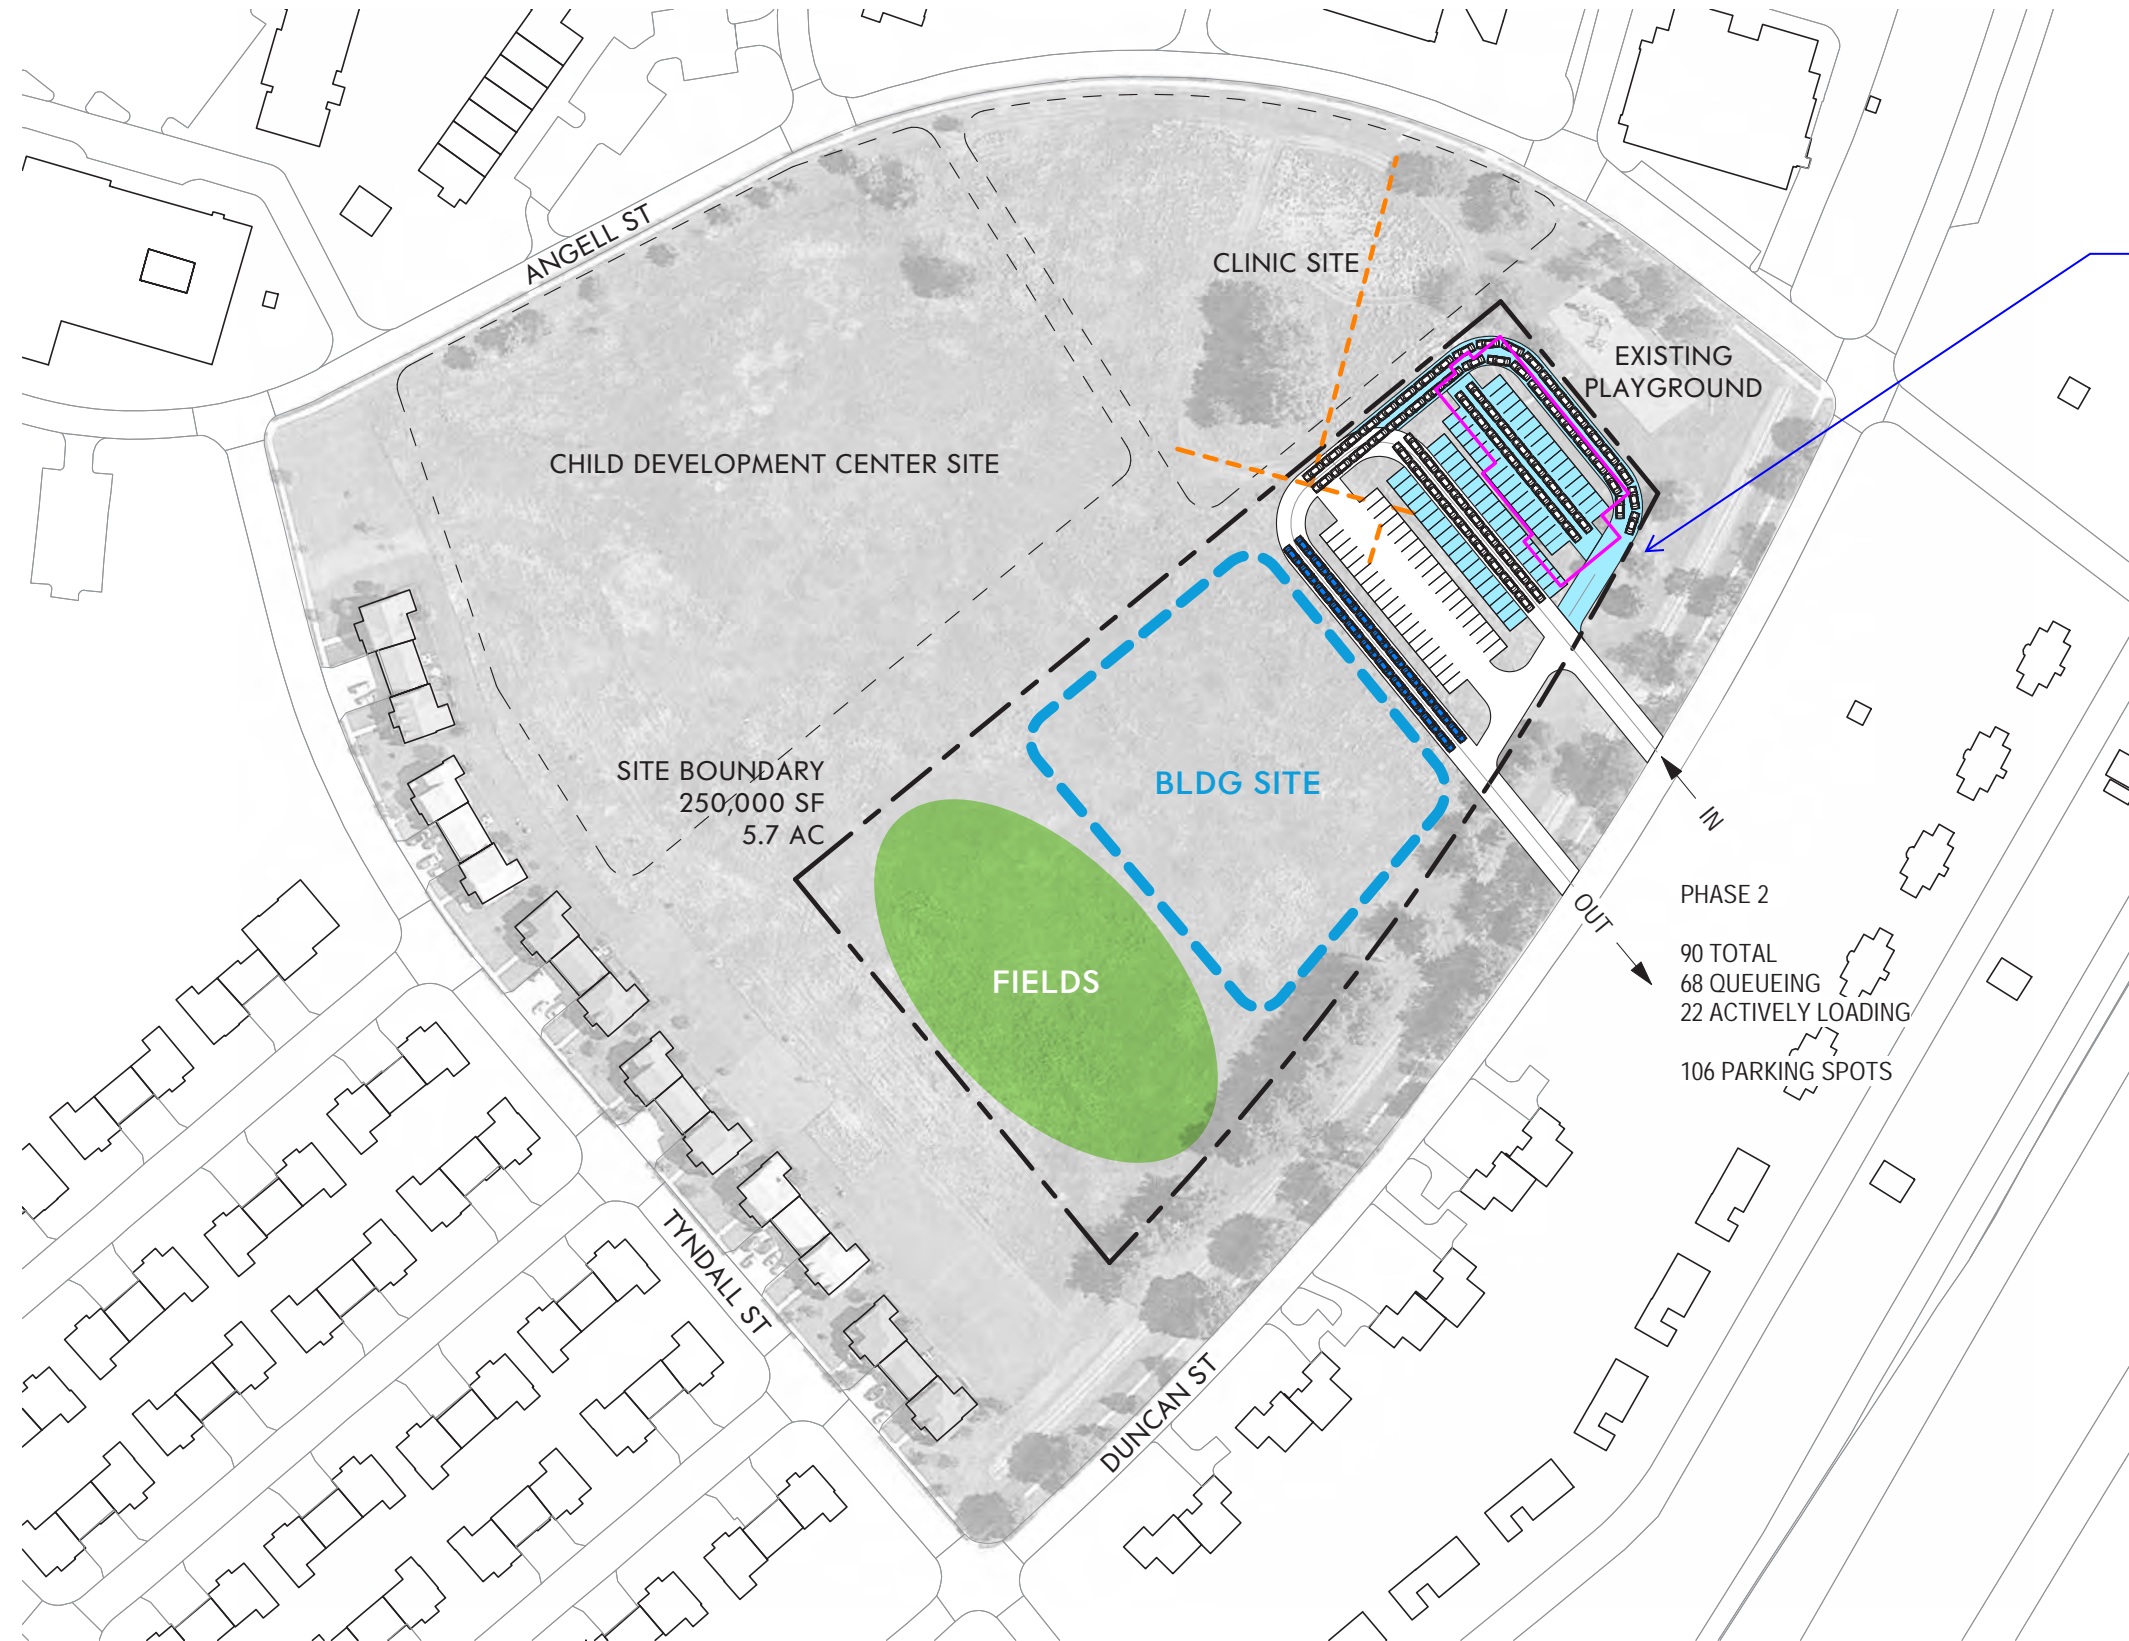 ANGELL ST
CLINIC SITE
EXISTING
PLAYGROUND
CHILD DEVELOPMENT CENTER SITE
SITE BOUNDARY
250,000 SF
5.7 AC
BLDG SITE
IN
OUT
PHASE 2
90 TOTAL
68 QUEUEING
22 ACTIVELY LOADING
106 PARKING SPOTS
FIELDS
TYNDALL ST
DUNCAN ST